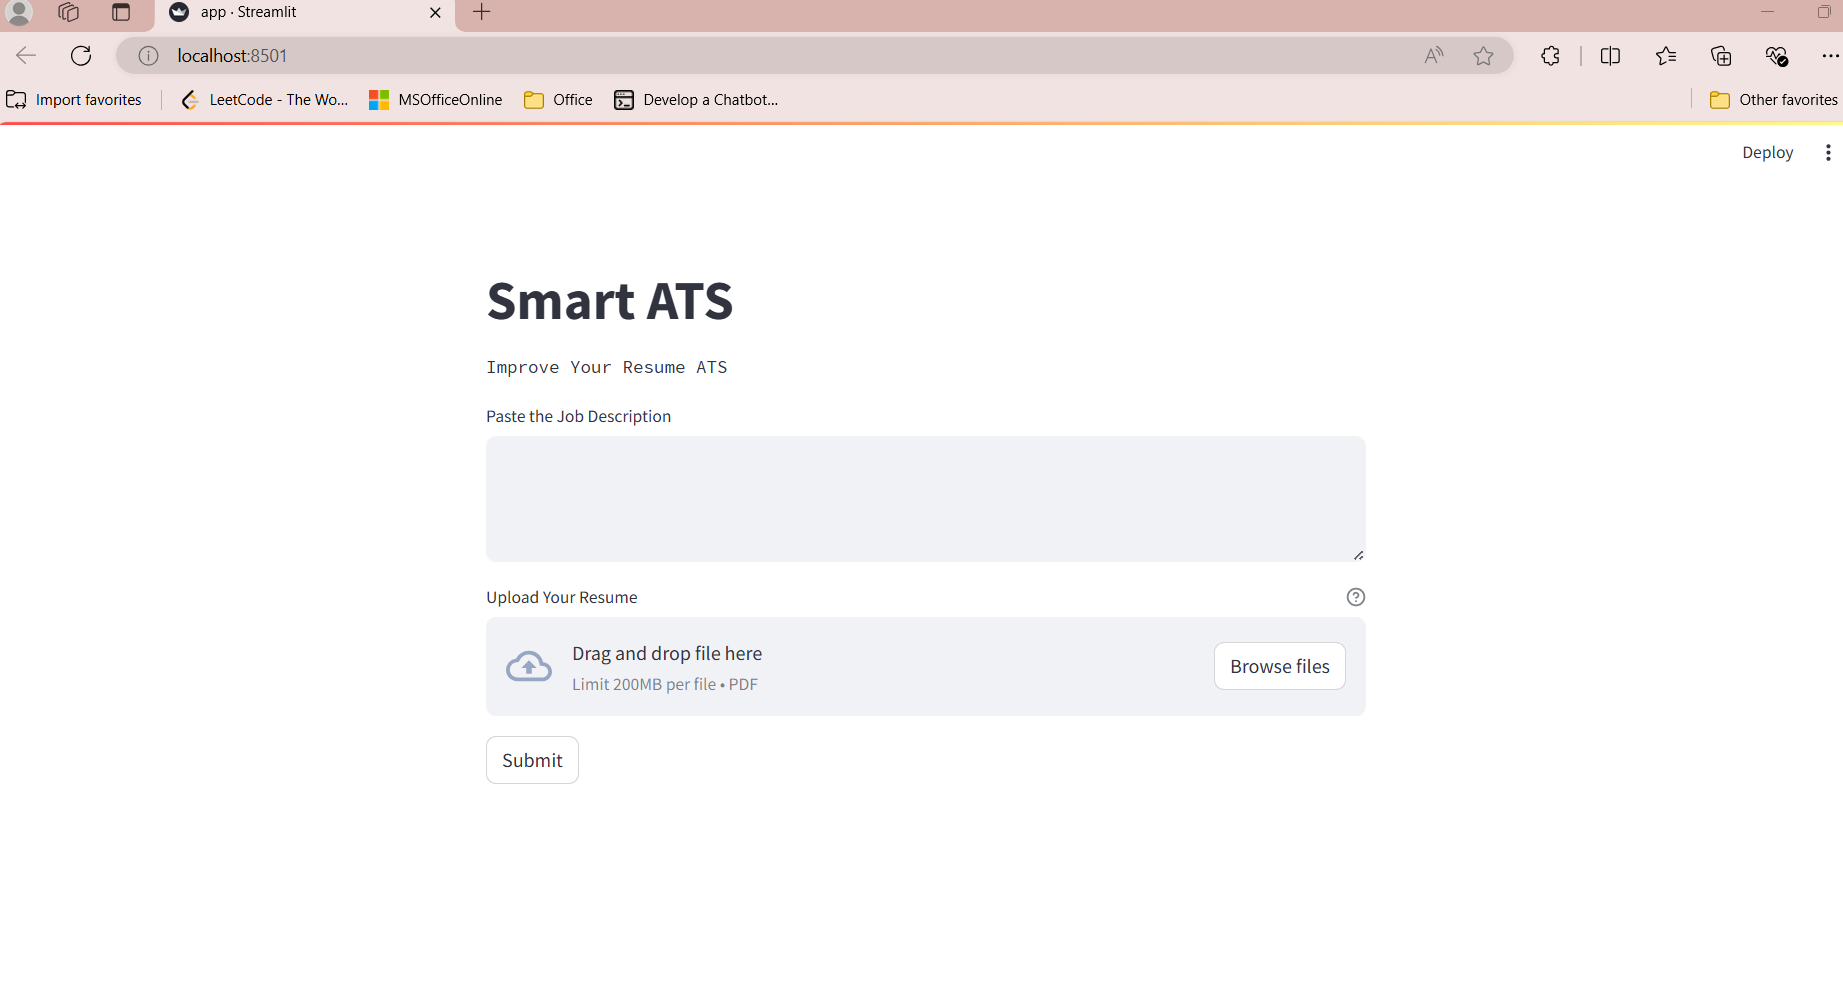 app · Streamlit
localhost:8501
Import favorites
LeetCode - The Wo...
MSOfficeOnline
Office
Develop a Chatbot...
Other favorites
Deploy
Smart ATS
Improve Your Resume ATS
Paste the Job Description
Upload Your Resume
Drag and drop file here
Limit 200MB per file • PDF
Browse files
Submit